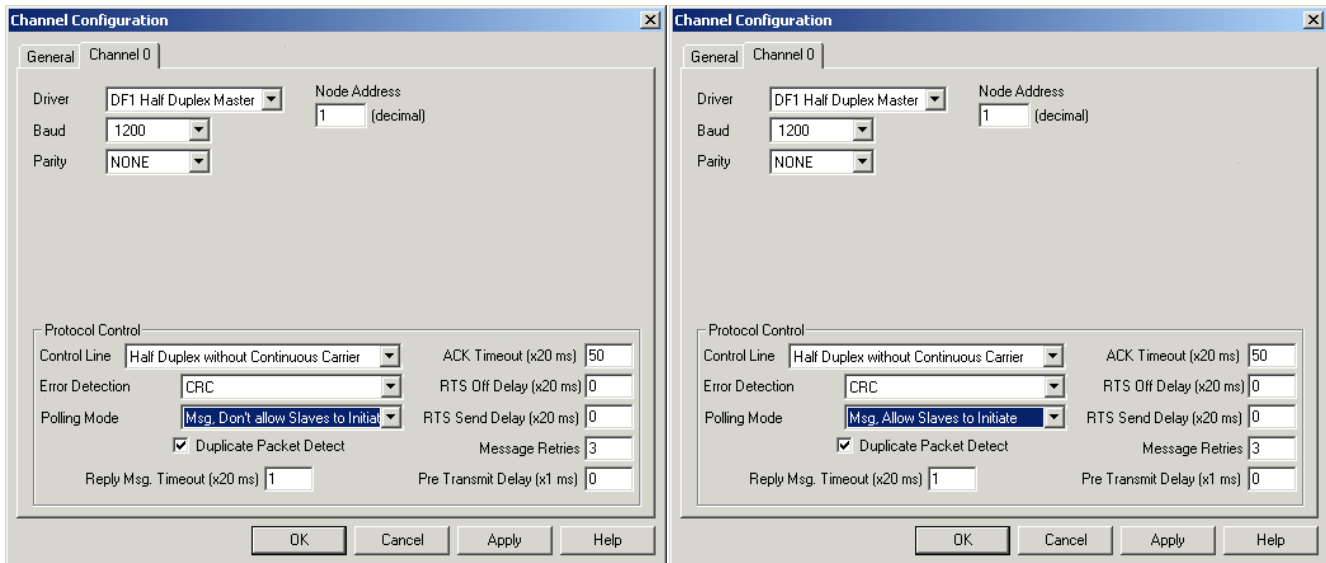 Channel Configuration
General Channel 0
Driver DF1 Half Duplex Master Node Address
1 (decimal)
Baud 1200
Parity NONE
Protocol Control
Control Line Half Duplex without Continuous Carrier ACK Timeout (x20 ms) 50
Error Detection CRC RTS Off Delay (x20 ms) 0
Polling Mode Msg, Don't allow Slaves to Initiat RTS Send Delay (x20 ms) 0
Duplicate Packet Detect Message Retries 3
Reply Msg. Timeout (x20 ms) 1 Pre Transmit Delay (x1 ms) 0
OK Cancel Apply Help
Channel Configuration
General Channel 0
Driver DF1 Half Duplex Master Node Address
1 (decimal)
Baud 1200
Parity NONE
Protocol Control
Control Line Half Duplex without Continuous Carrier ACK Timeout (x20 ms) 50
Error Detection CRC RTS Off Delay (x20 ms) 0
Polling Mode Msg, Allow Slaves to Initiate RTS Send Delay (x20 ms) 0
Duplicate Packet Detect Message Retries 3
Reply Msg. Timeout (x20 ms) 1 Pre Transmit Delay (x1 ms) 0
OK Cancel Apply Help